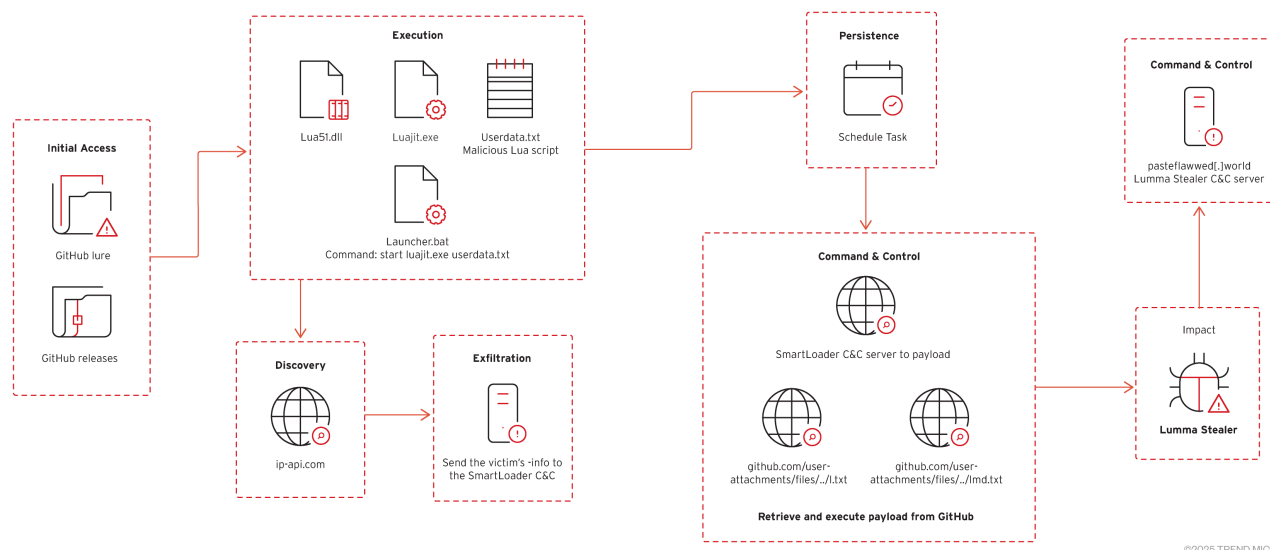 Initial Access
GitHub lure
GitHub releases
Execution
Lua51.dll
Luajit.exe
Userdata.txt
Malicious Lua script
Launcher.bat
Command: start luajit.exe userdata.txt
Discovery
ip-api.com
Exfiltration
Send the victim's -info to
the SmartLoader C&C
Persistence
Schedule Task
Command & Control
SmartLoader C&C server to payload
github.com/user-
attachments/files/../l.txt
github.com/user-
attachments/files/../lmd.txt
Retrieve and execute payload from GitHub
Impact
Lumma Stealer
Command & Control
pasteflawwed[.]world
Lumma Stealer C&C server
©2025 TREND MIC